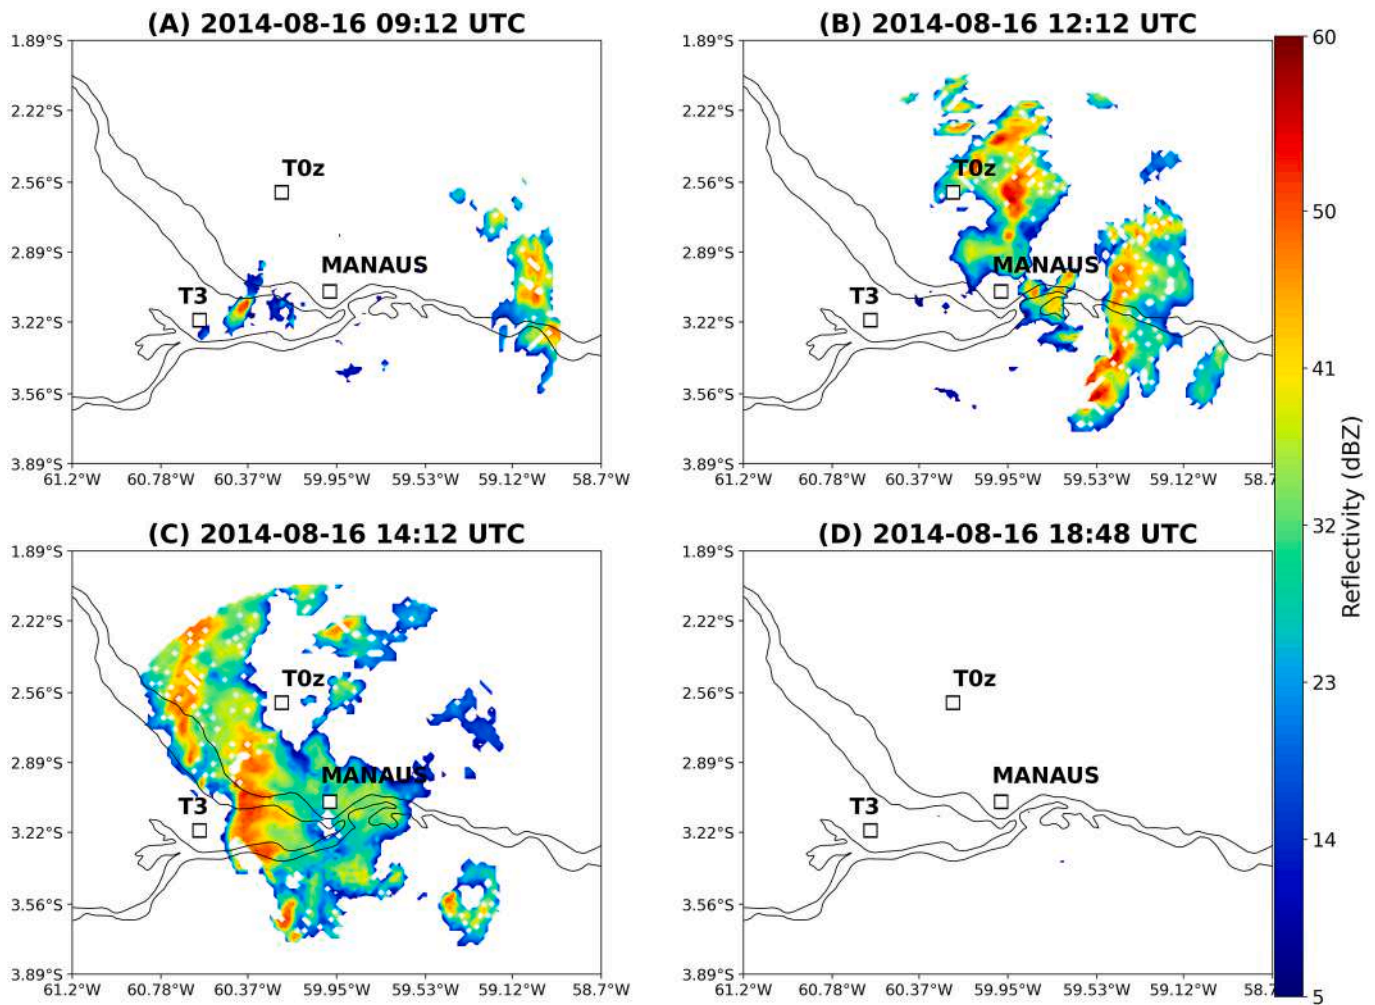 (A) 2014-08-16 09:12 UTC
1.89°S
2.22°S
2.56°S
2.89°S
3.22°S
3.56°S
3.89°S
61.2°W 60.78°W 60.37°W 59.95°W 59.53°W 59.12°W 58.7W
T0z
MANAUS
T3
(B) 2014-08-16 12:12 UTC
1.89°S
2.22°S
2.56°S
2.89°S
3.22°S
3.56°S
3.89°S
61.2°W 60.78°W 60.37°W 59.95°W 59.53°W 59.12°W 58.7
T0z
MANAUS
T3
(C) 2014-08-16 14:12 UTC
1.89°S
2.22°S
2.56°S
2.89°S
3.22°S
3.56°S
3.89°S
61.2°W 60.78°W 60.37°W 59.95°W 59.53°W 59.12°W 58.7W
T0z
MANAUS
T3
(D) 2014-08-16 18:48 UTC
1.89°S
2.22°S
2.56°S
2.89°S
3.22°S
3.56°S
3.89°S
61.2°W 60.78°W 60.37°W 59.95°W 59.53°W 59.12°W 58.7
T0z
MANAUS
T3
60
50
41
32
23
14
5
Reflectivity (dBZ)